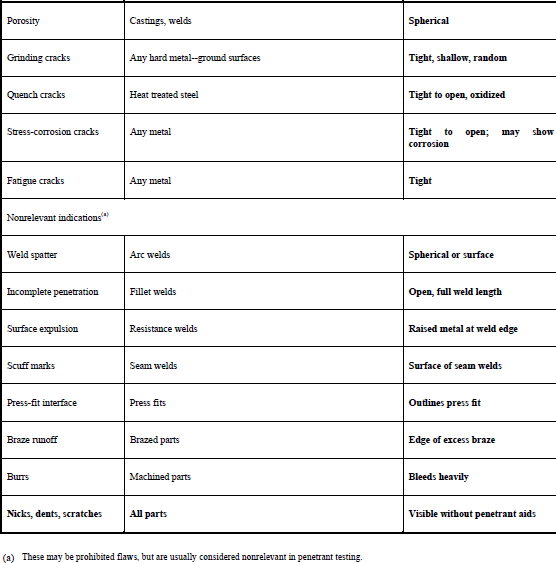 Porosity Castings, welds Spherical
Grinding cracks Any hard metal--ground surfaces Tight, shallow, random
Quench cracks Heat treated steel Tight to open, oxidized
Stress-corrosion cracks Any metal Tight to open; may show
corrosion
Fatigue cracks Any metal Tight
Nonrelevant indications(a)
Weld spatter Arc welds Spherical or surface
Incomplete penetration Fillet welds Open, full weld length
Surface expulsion Resistance welds Raised metal at weld edge
Scuff marks Seam welds Surface of seam welds
Press-fit interface Press fits Outlines press fit
Braze runoff Brazed parts Edge of excess braze
Burrs Machined parts Bleeds heavily
Nicks, dents, scratches All parts Visible without penetrant aids
(a) These may be prohibited flaws, but are usually considered nonrelevant in penetrant testing.